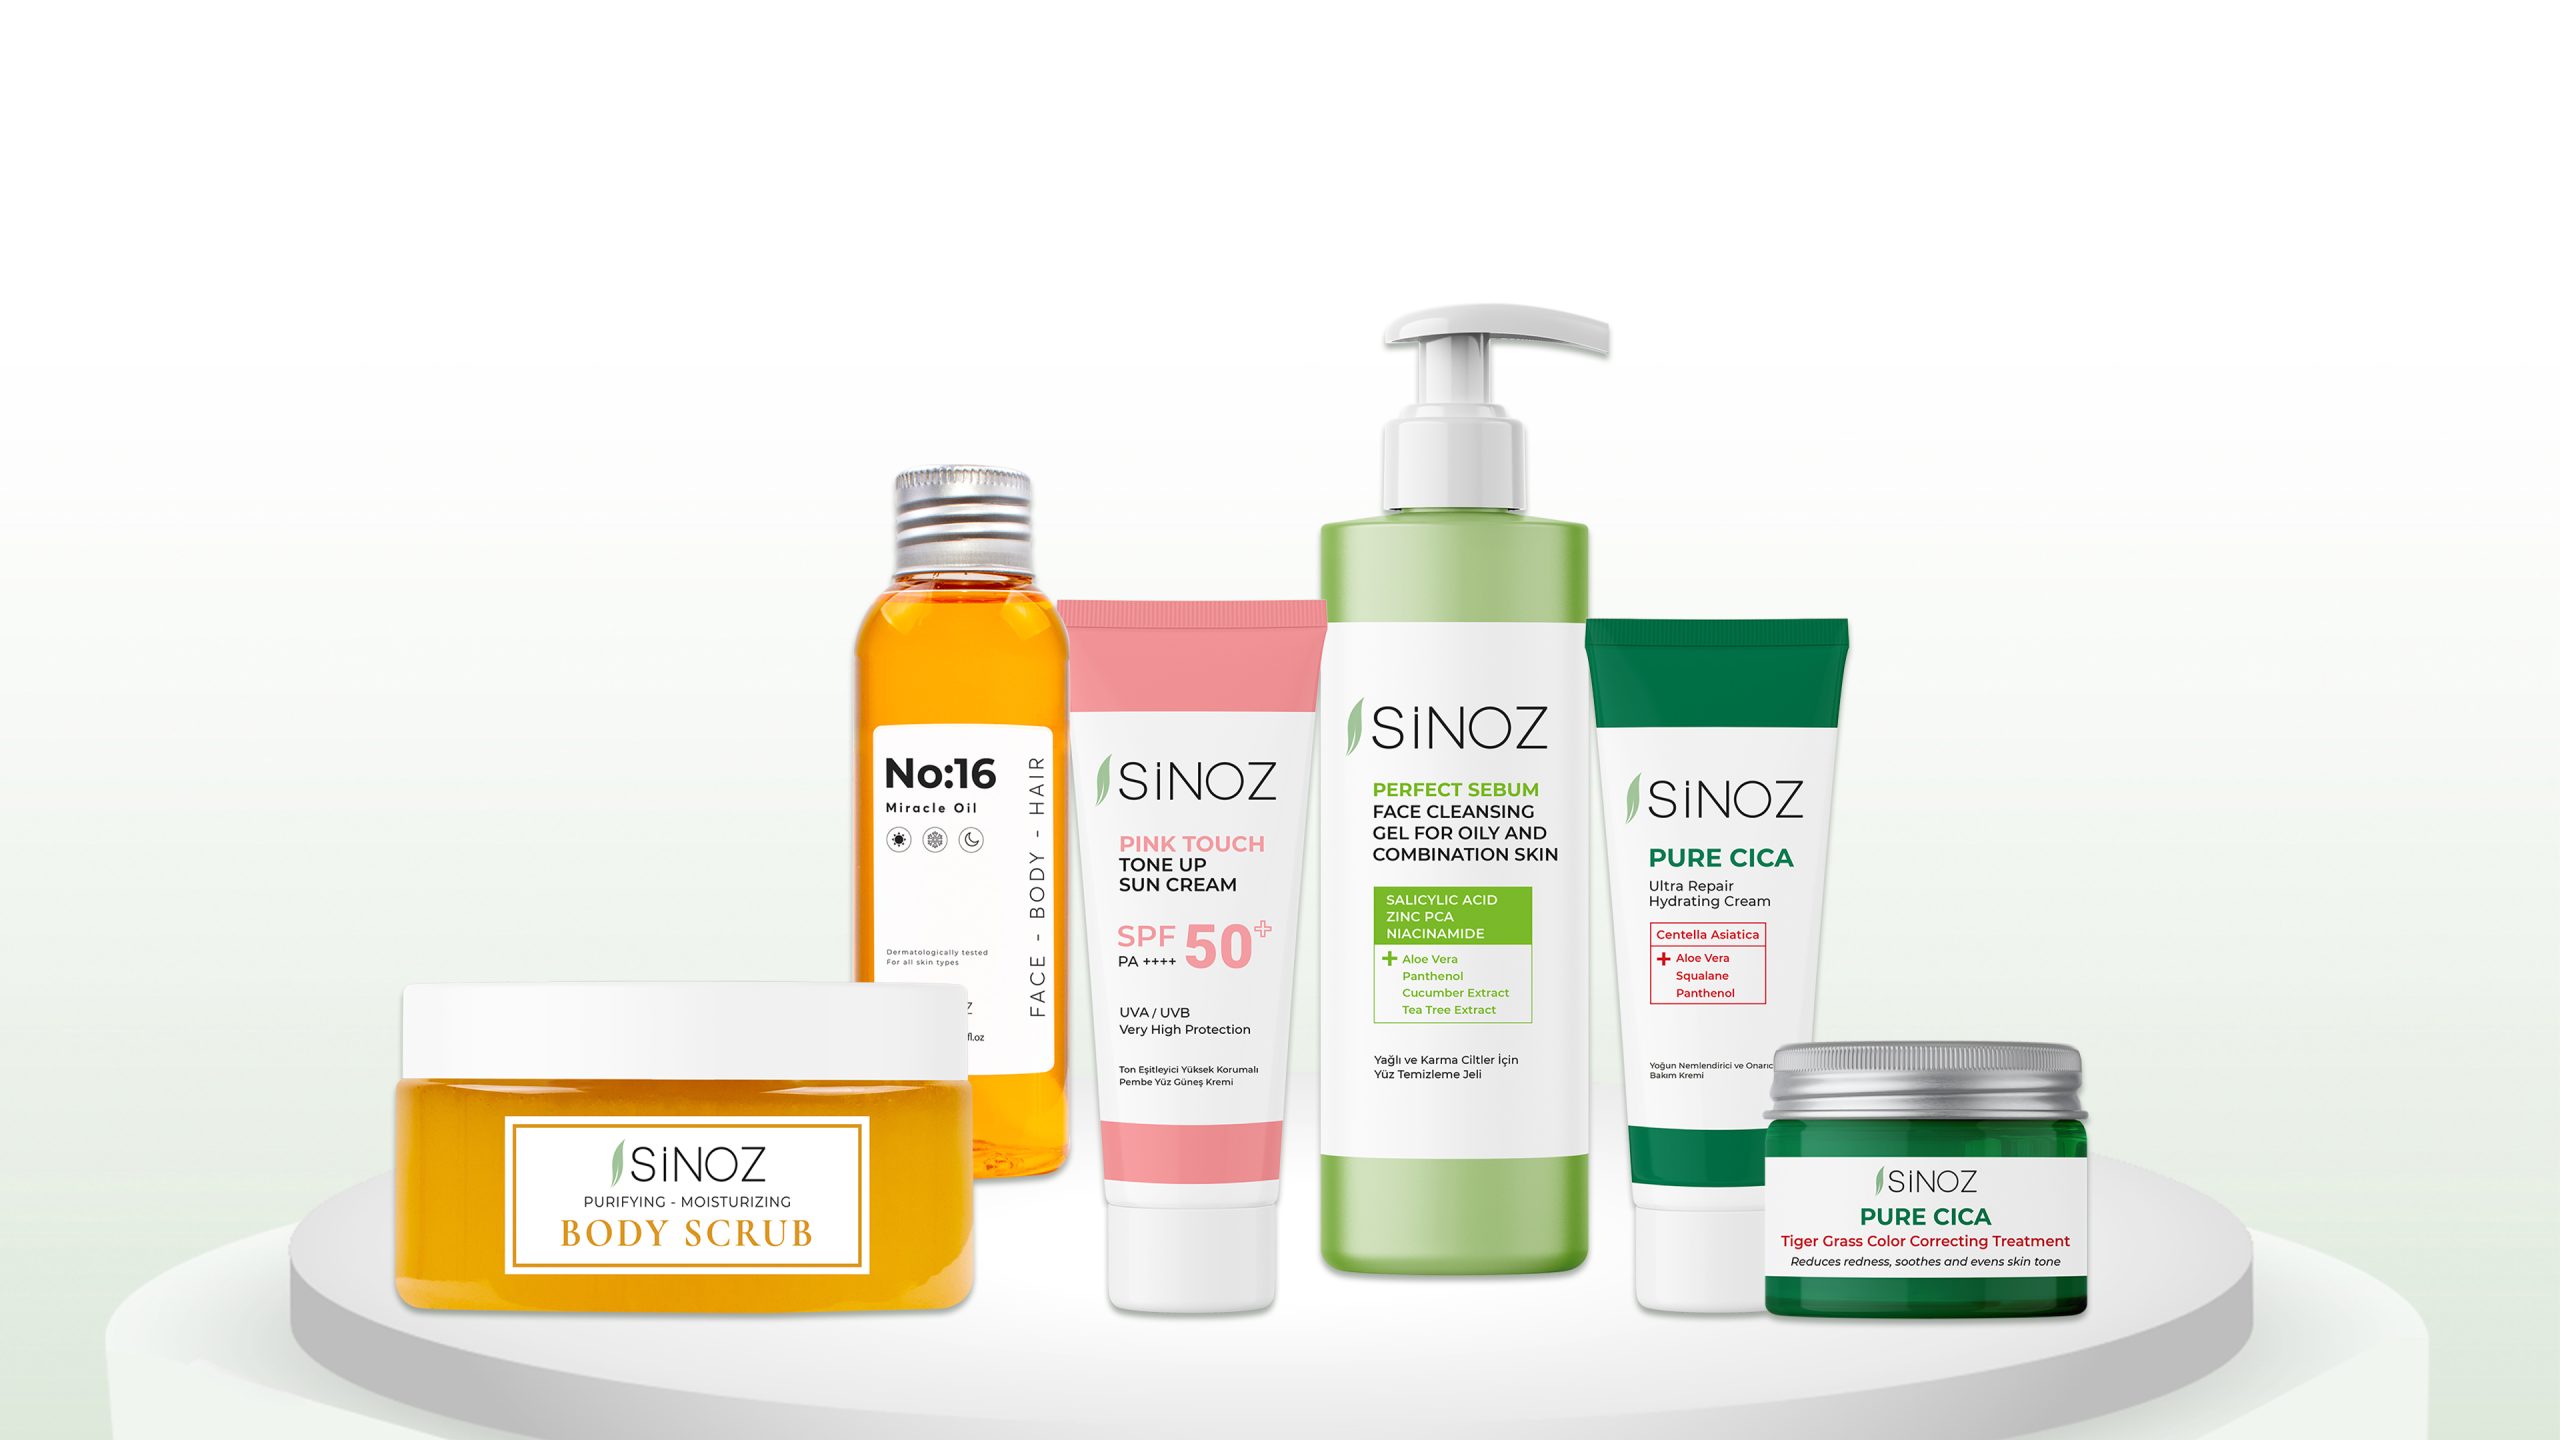 SiNOZ
PURIFYING - MOISTURIZING
BODY SCRUB
No:16
Miracle Oil
FACE - BODY - HAIR
Dermatologically tested
For all skin types
fl.oz
SiNOZ
PINK TOUCH
TONE UP
SUN CREAM
SPF 50+
PA ++++
UVA / UVB
Very High Protection
Ton Eşitleyici Yüksek Korumalı
Pembe Yüz Güneş Kremi
SiNOZ
PERFECT SEBUM
FACE CLEANSING
GEL FOR OILY AND
COMBINATION SKIN
SALICYLIC ACID
ZINC PCA
NIACINAMIDE
+ Aloe Vera
Panthenol
Cucumber Extract
Tea Tree Extract
Yağlı ve Karma Ciltler İçin
Yüz Temizleme Jeli
SiNOZ
PURE CICA
Ultra Repair
Hydrating Cream
Centella Asiatica
+ Aloe Vera
Squalane
Panthenol
Yoğun Nemlendirici ve
Bakım Kremi
SiNOZ
PURE CICA
Tiger Grass Color Correcting Treatment
Reduces redness, soothes and evens skin tone